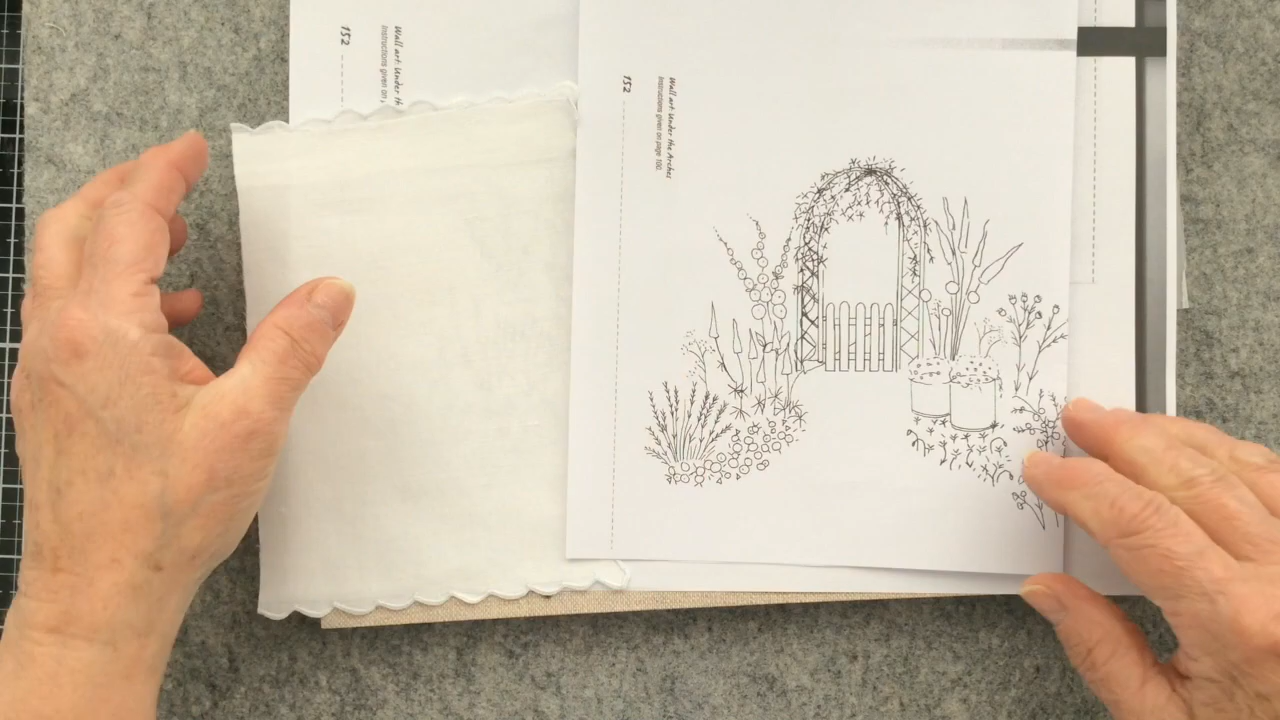 152
Wall art: Under th
Instructions given on
152
Wall art: Under the Arches
Instructions given on page 100.